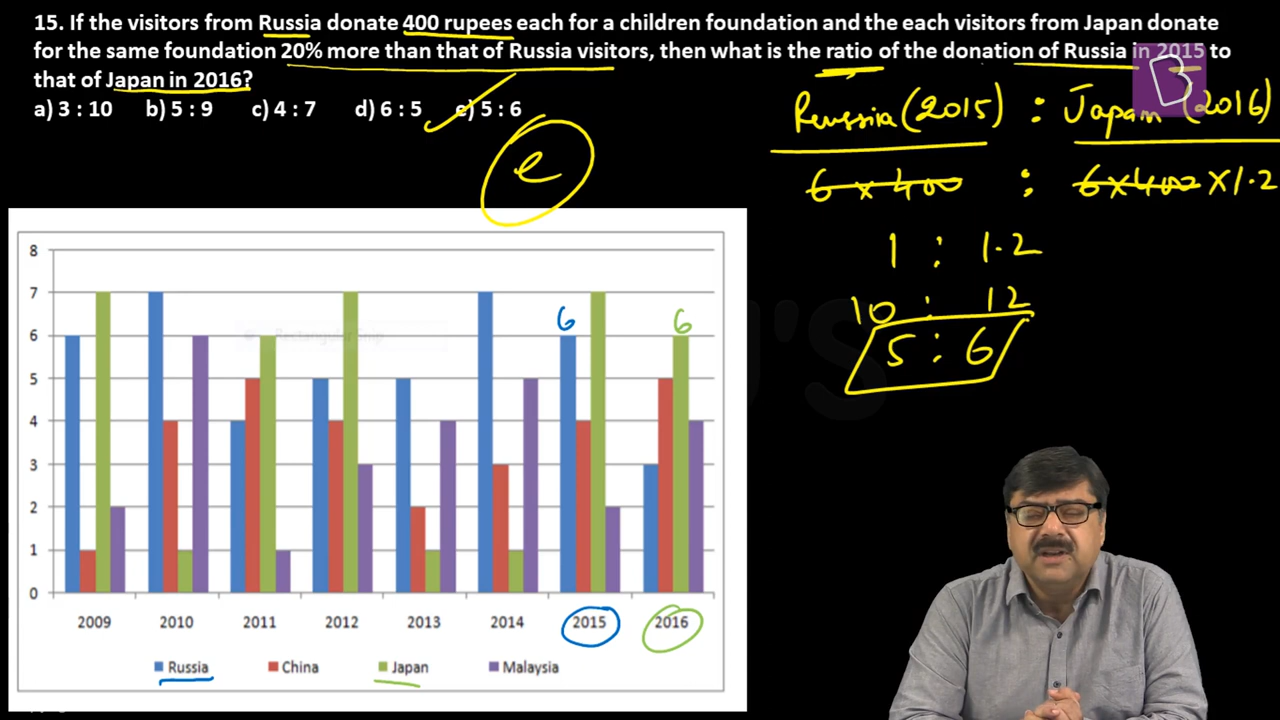 15. If the visitors from Russia donate 400 rupees each for a children foundation and the each visitors from Japan donate
for the same foundation 20% more than that of Russia visitors, then what is the ratio of the donation of Russia in 2015 to
that of Japan in 2016?
a) 3 : 10 b) 5 : 9 c) 4 : 7 d) 6 : 5 e) 5 : 6
e
Russia (2015) : Japan (2016)
6 × 400 : 6 × 400 × 1.2
1 : 1.2
10 : 12
5 : 6
8
7
6 6
6
5
4
3
2
1
0
2009 2010 2011 2012 2013 2014 2015 2016
Russia China Japan Malaysia
B